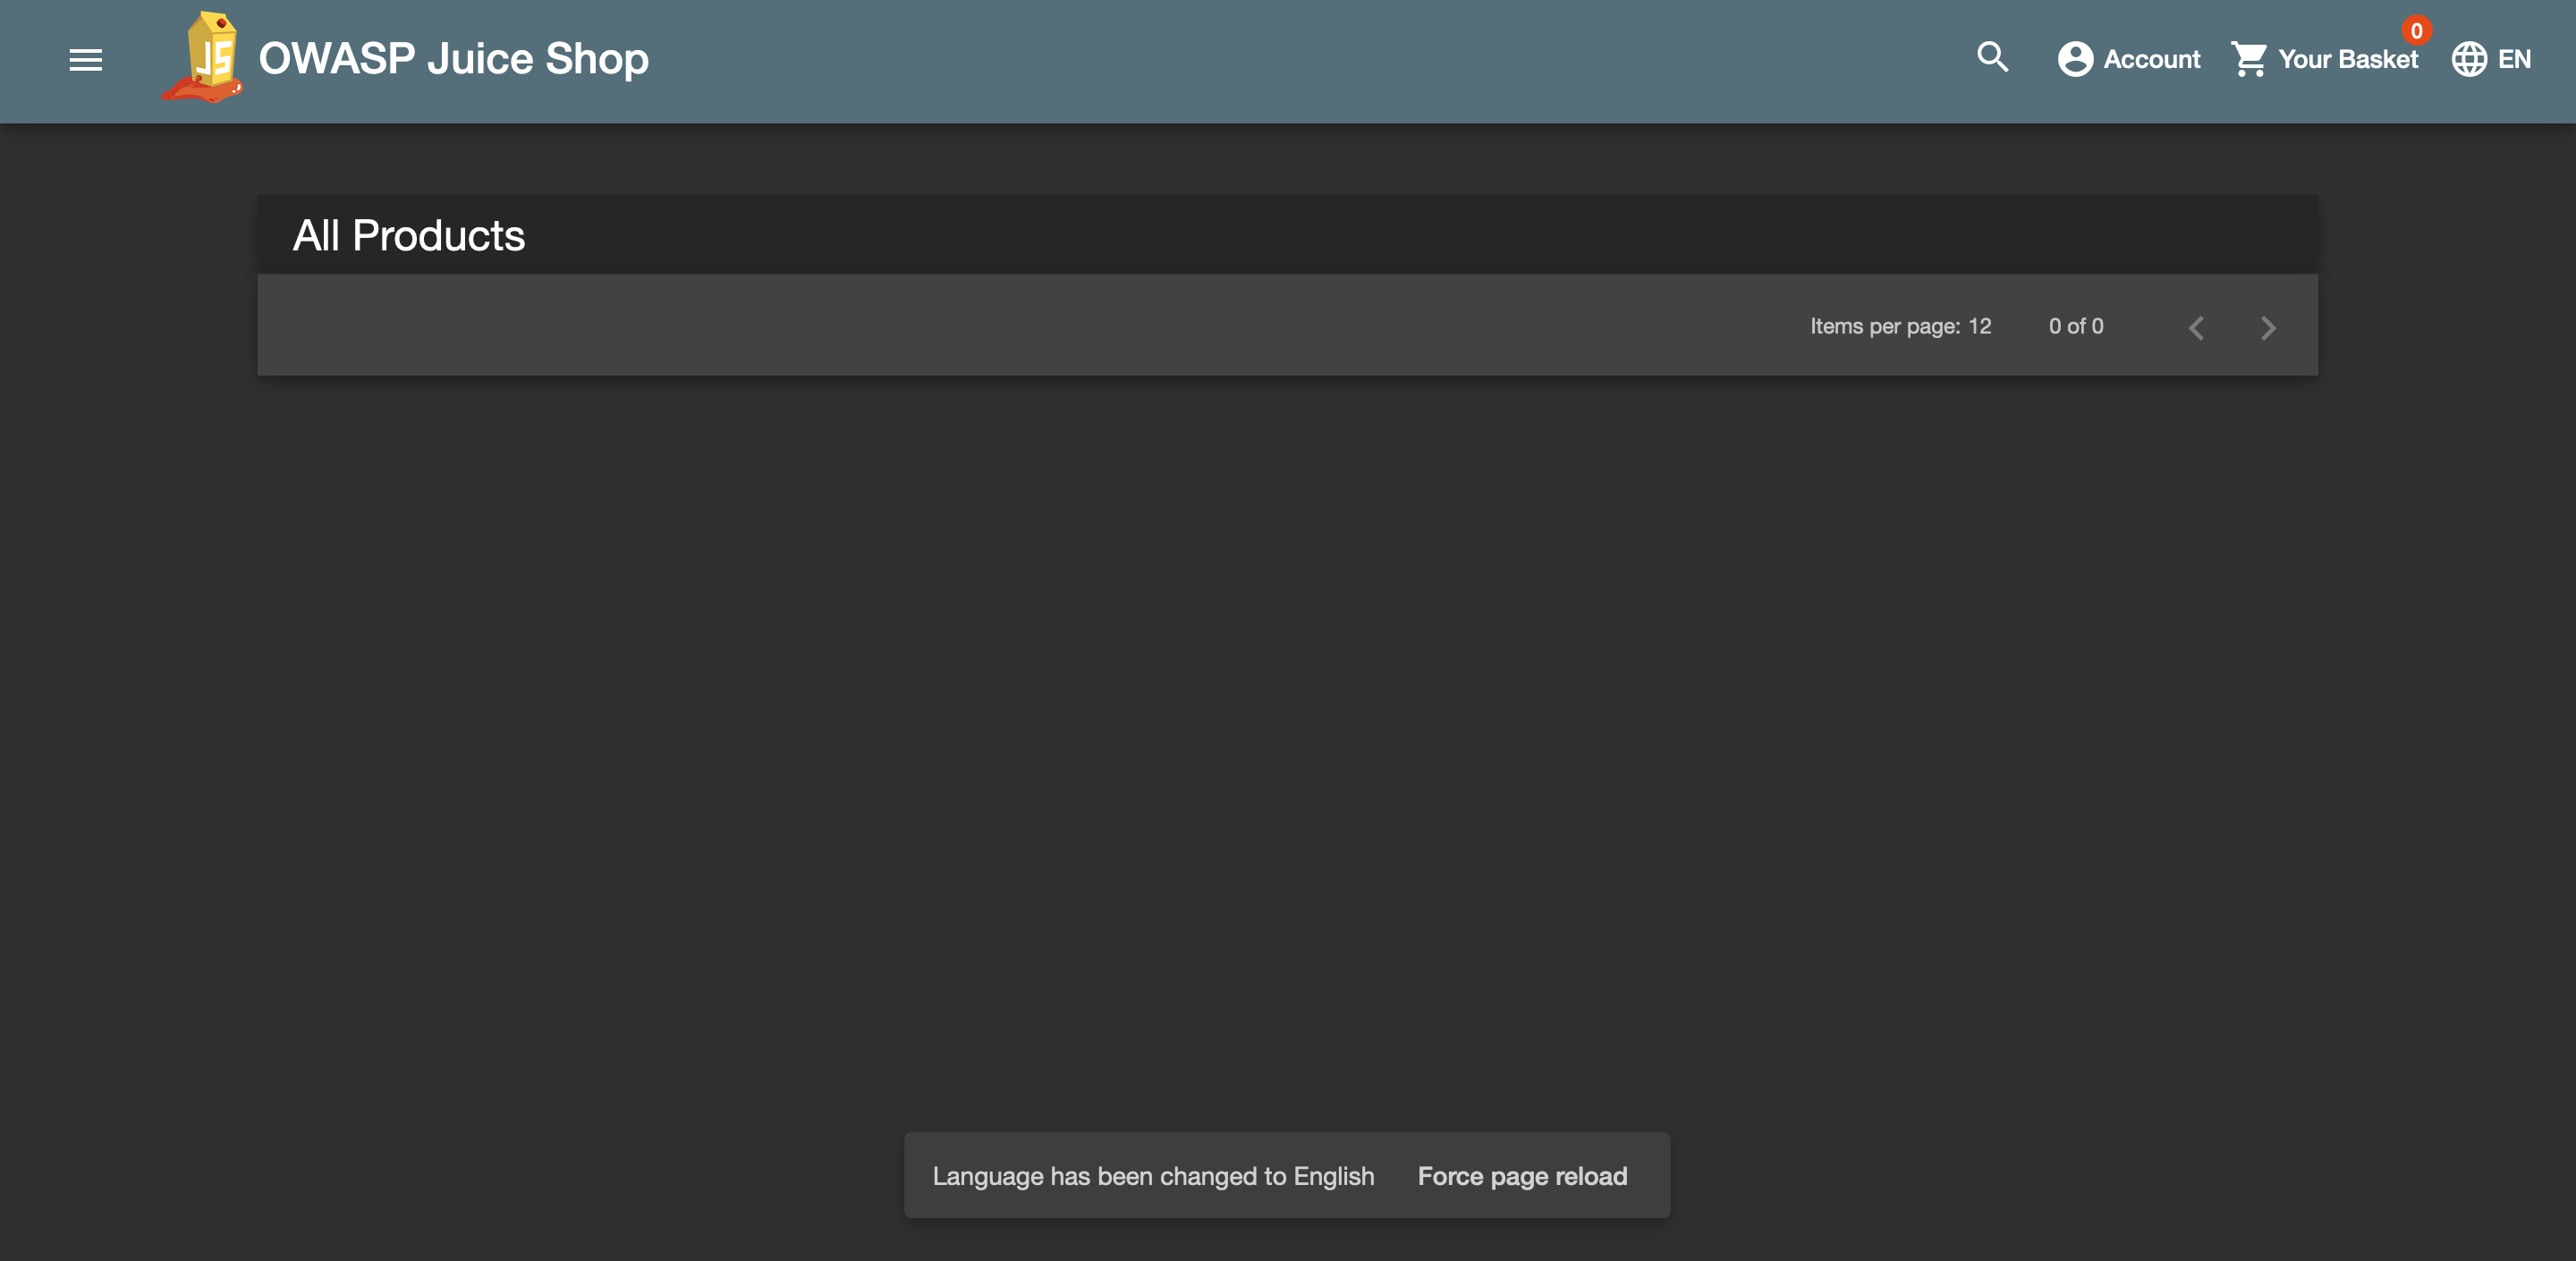 JS
OWASP Juice Shop
Account
Your Basket
0
EN
All Products
Items per page: 12
0 of 0
Language has been changed to English
Force page reload